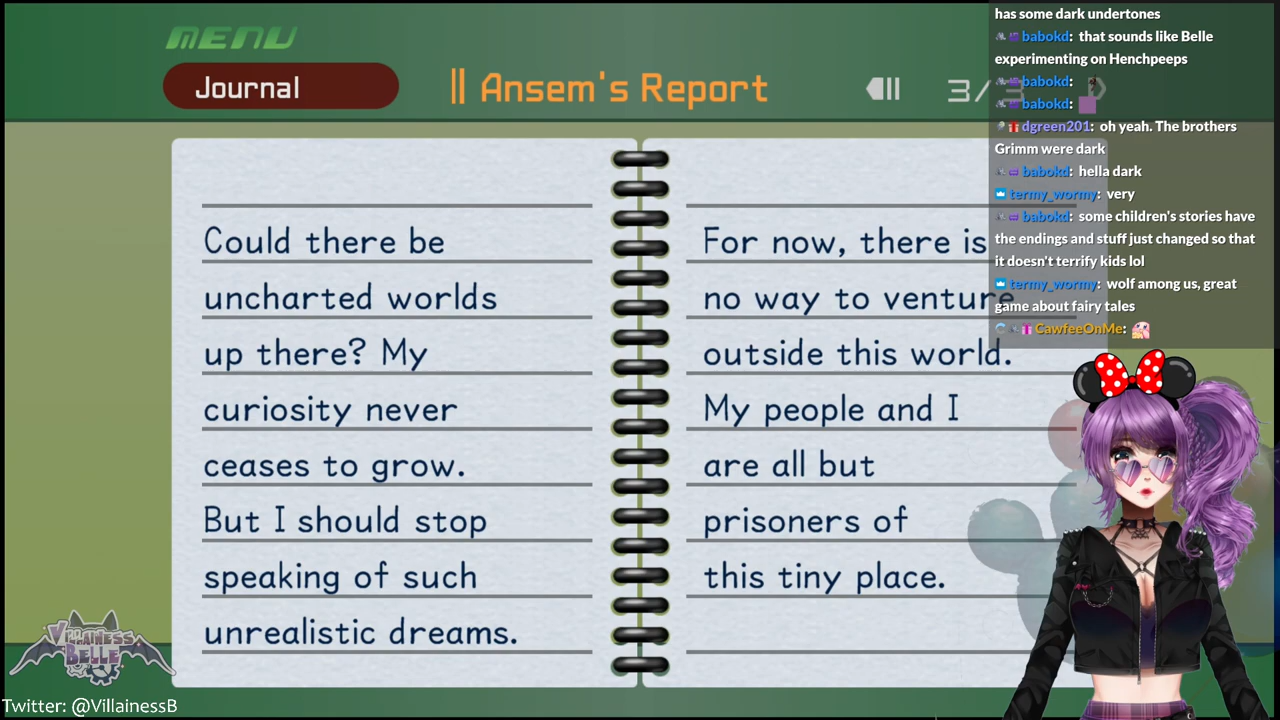 MENU
Journal
Ansem's Report
3/3
Could there be
uncharted worlds
up there? My
curiosity never
ceases to grow.
But I should stop
speaking of such
unrealistic dreams.
For now, there is
no way to venture
outside this world.
My people and I
are all but
prisoners of
this tiny place.
has some dark undertones
babokd: that sounds like Belle
experimenting on Henchpeeps
babokd:
babokd:
dgreen201: oh yeah. The brothers
Grimm were dark
babokd: hella dark
termy_wormy: very
babokd: some children's stories have
the endings and stuff just changed so that
it doesn't terrify kids lol
termy_wormy: wolf among us, great
game about fairy tales
CawfeeOnMe:
VILLAINESS
BELLE
Twitter: @VillainessB